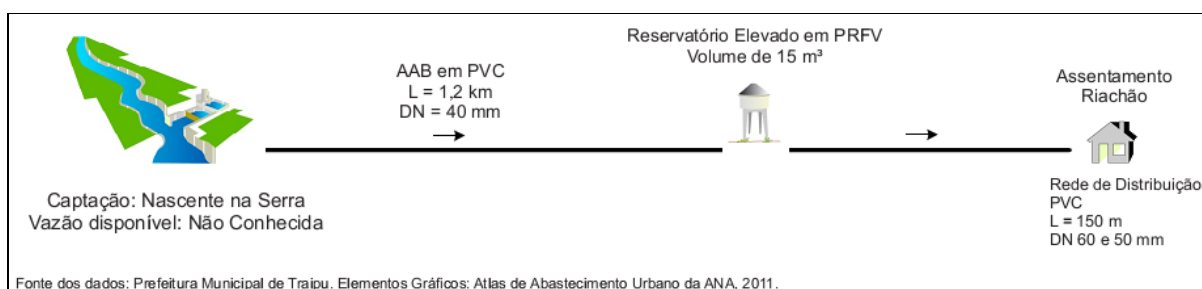 Reservatório Elevado em PRFV
Volume de 15 m³
AAB em PVC
L = 1,2 km
DN = 40 mm
Assentamento
Riachão
Captação: Nascente na Serra
Vazão disponível: Não Conhecida
Rede de Distribuição
PVC
L = 150 m
DN 60 e 50 mm
Fonte dos dados: Prefeitura Municipal de Traipu. Elementos Gráficos: Atlas de Abastecimento Urbano da ANA, 2011.